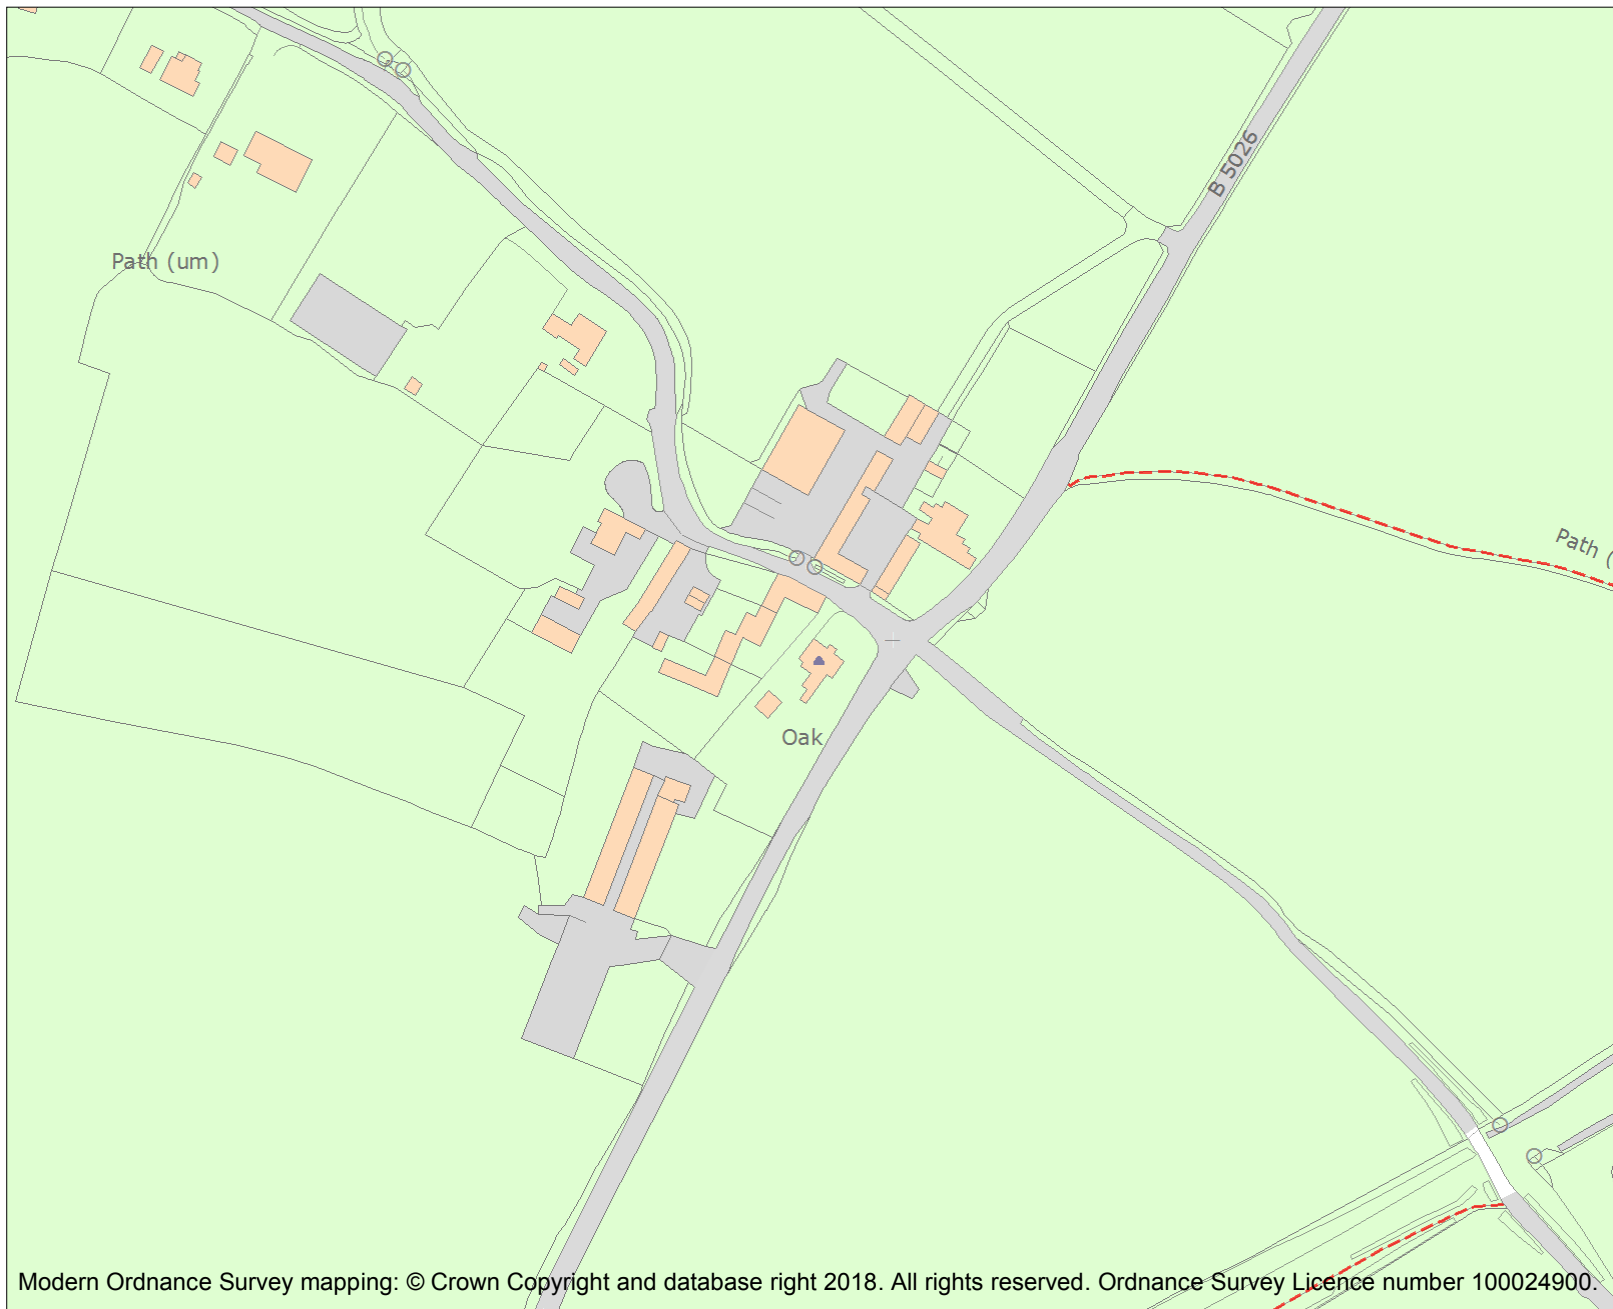 B 5026
Path (um)
Path (
Oak
Modern Ordnance Survey mapping: © Crown Copyright and database right 2018. All rights reserved. Ordnance Survey Licence number 100024900.